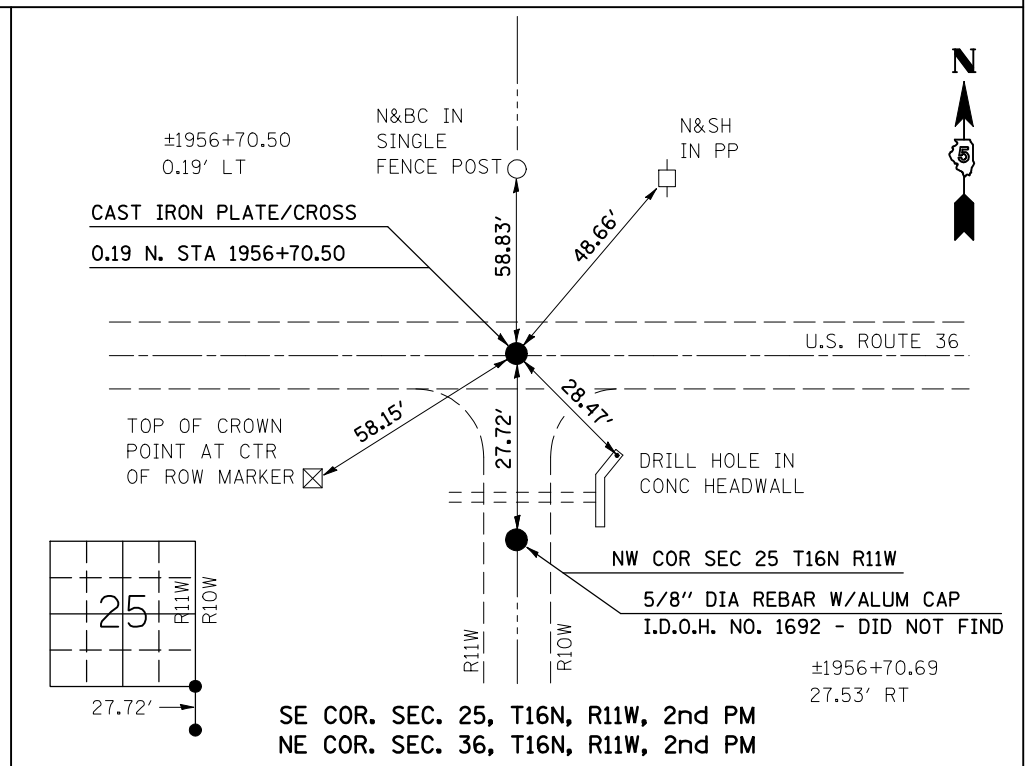 N
5
±1956+70.50
0.19' LT
N&BC IN
SINGLE
FENCE POST
N&SH
IN PP
CAST IRON PLATE/CROSS
0.19 N. STA 1956+70.50
58.83'
48.66'
U.S. ROUTE 36
58.15'
27.72'
28.47'
TOP OF CROWN
POINT AT CTR
OF ROW MARKER
DRILL HOLE IN
CONC HEADWALL
NW COR SEC 25 T16N R11W
5/8" DIA REBAR W/ALUM CAP
I.D.O.H. NO. 1692 - DID NOT FIND
R11W
R10W
25
R11W
R10W
27.72'
±1956+70.69
27.53' RT
SE COR. SEC. 25, T16N, R11W, 2nd PM
NE COR. SEC. 36, T16N, R11W, 2nd PM